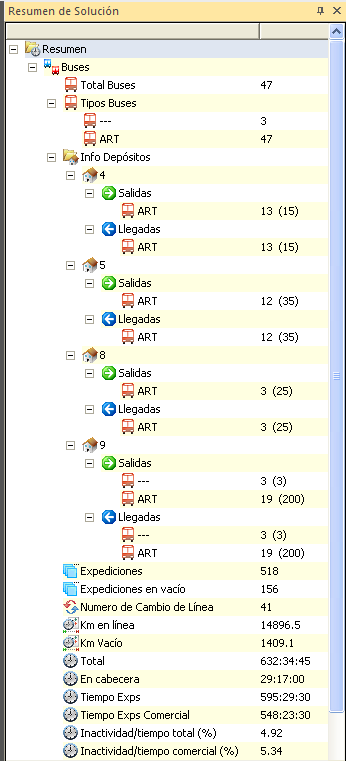 Resumen de Solución
Resumen
Buses
Total Buses 47
Tipos Buses
--- 3
ART 47
Info Depósitos
4
Salidas
ART 13 (15)
Llegadas
ART 13 (15)
5
Salidas
ART 12 (35)
Llegadas
ART 12 (35)
8
Salidas
ART 3 (25)
Llegadas
ART 3 (25)
9
Salidas
--- 3 (3)
ART 19 (200)
Llegadas
--- 3 (3)
ART 19 (200)
Expediciones 518
Expediciones en vacío 156
Numero de Cambio de Línea 41
Km en línea 14896.5
Km Vacío 1409.1
Total 632:34:45
En cabecera 29:17:00
Tiempo Exps 595:29:30
Tiempo Exps Comercial 548:23:30
Inactividad/tiempo total (%) 4.92
Inactividad/tiempo comercial (%) 5.34